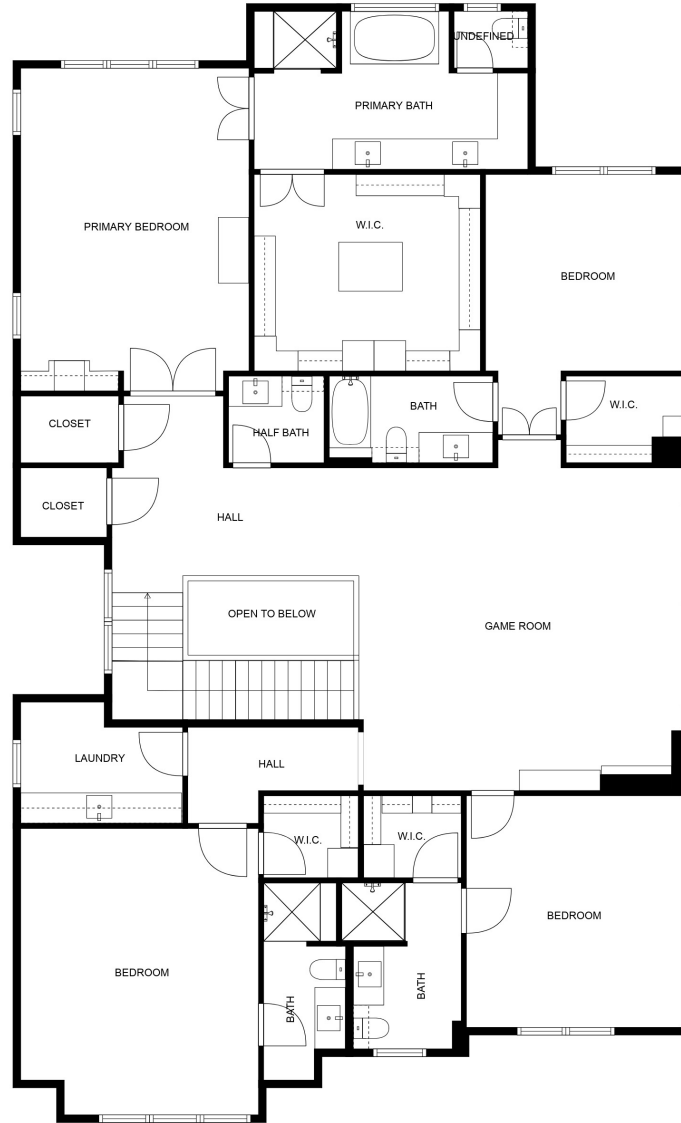 UNDEFINED
PRIMARY BATH
PRIMARY BEDROOM
W.I.C.
BEDROOM
CLOSET
HALF BATH
BATH
W.I.C.
CLOSET
HALL
OPEN TO BELOW
GAME ROOM
LAUNDRY
HALL
W.I.C.
W.I.C.
BEDROOM
BEDROOM
BATH
BATH